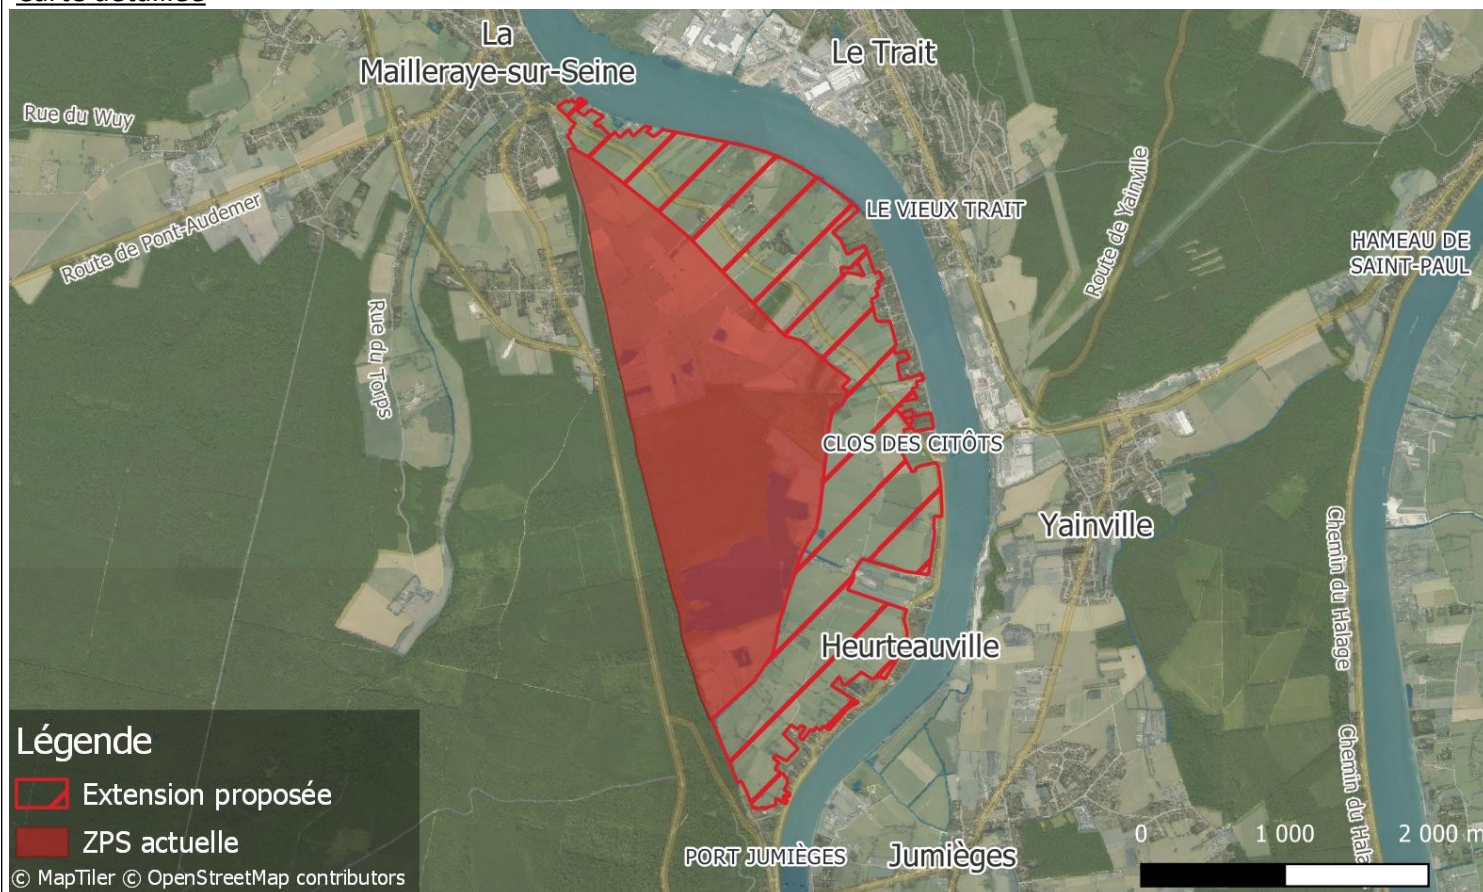 Carte détaillée
La
Mailleraye-sur-Seine
Le Trait
Rue du Wuy
Route de Pont-Audemer
Rue du Torps
LE VIEUX TRAIT
Route de Yainville
HAMEAU DE
SAINT-PAUL
CLOS DES CITÔTS
Yainville
Chemin du Halage
Heurteauville
Légende
Extension proposée
ZPS actuelle
© MapTiler © OpenStreetMap contributors
PORT JUMIÈGES
Jumièges
Chemin du Hala
0 1 000 2 000 m